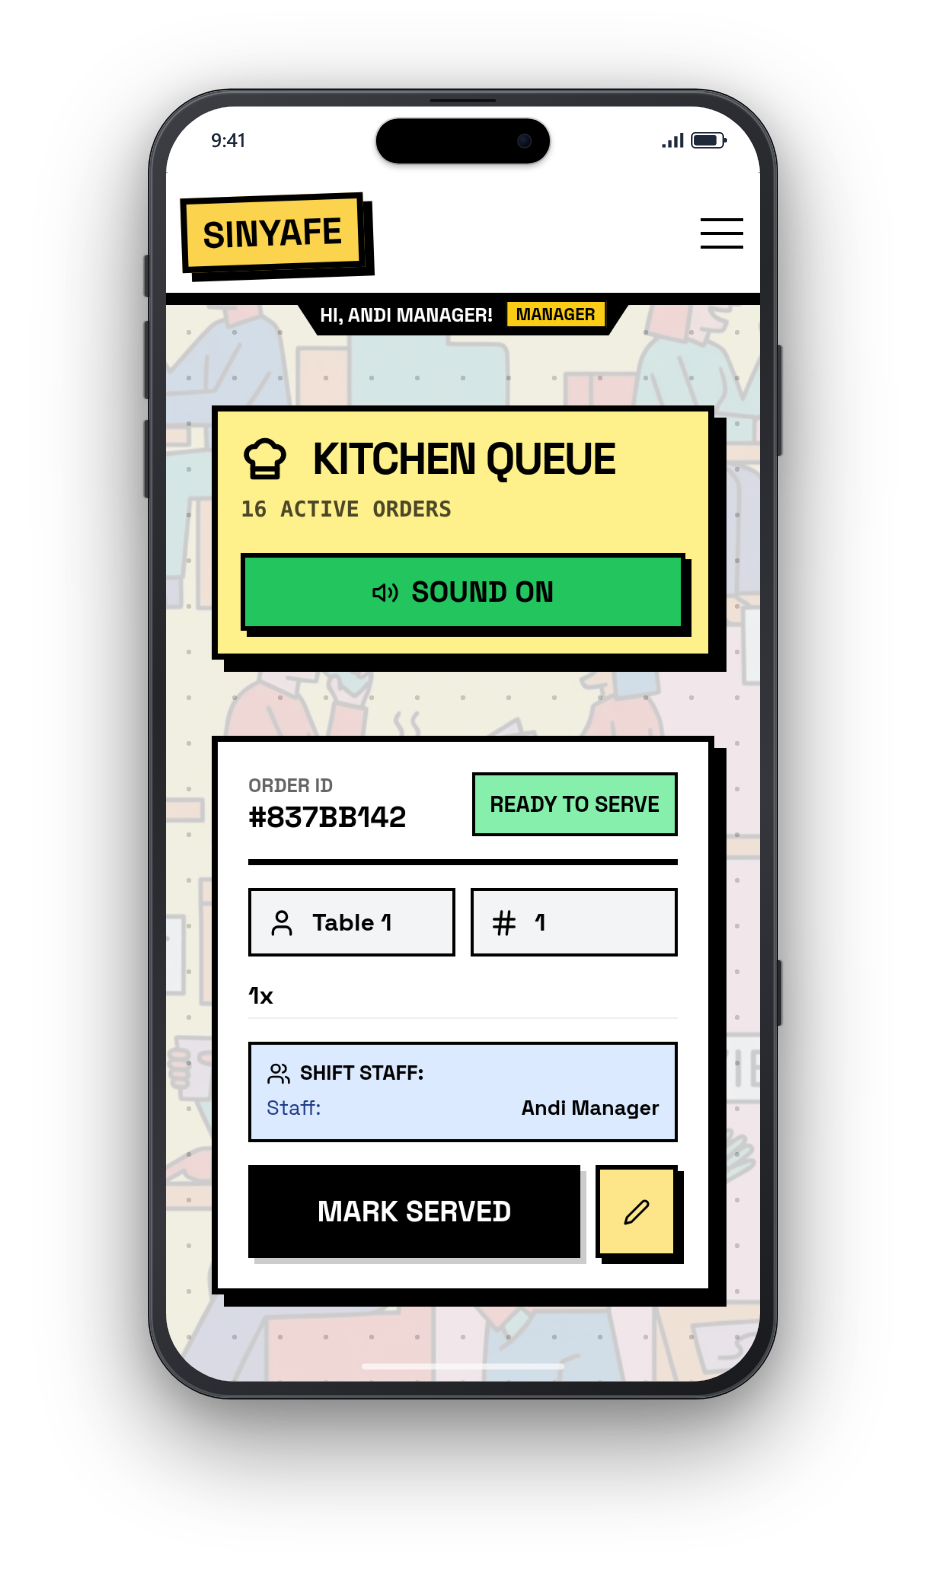 9:41
SINYAFE
HI, ANDI MANAGER! MANAGER
KITCHEN QUEUE
16 ACTIVE ORDERS
SOUND ON
ORDER ID
#837BB142
READY TO SERVE
Table 1
# 1
1x
SHIFT STAFF:
Staff: Andi Manager
MARK SERVED